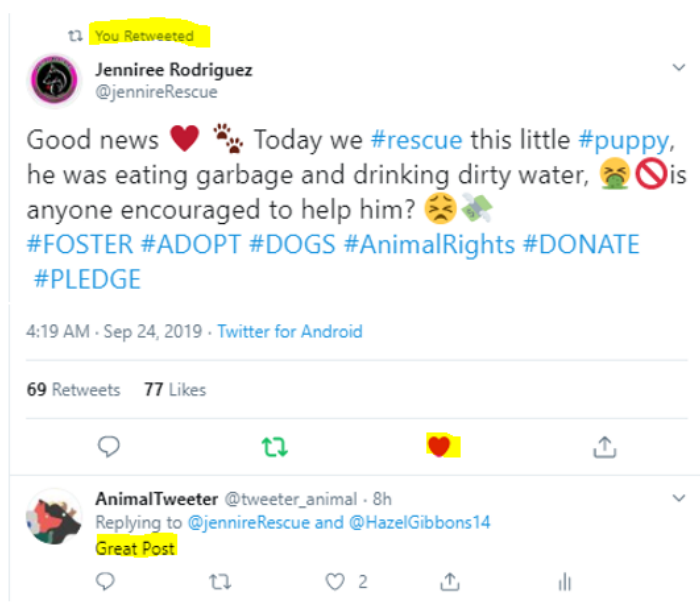 You Retweeted
Jenniree Rodriguez
@jennireRescue
Good news ❤️ 🐾 Today we #rescue this little #puppy,
he was eating garbage and drinking dirty water, 🤮🚫is
anyone encouraged to help him? 😣💸
#FOSTER #ADOPT #DOGS #AnimalRights #DONATE
#PLEDGE
4:19 AM · Sep 24, 2019 · Twitter for Android
69 Retweets 77 Likes
AnimalTweeter @tweeter_animal · 8h
Replying to @jennireRescue and @HazelGibbons14
Great Post
2